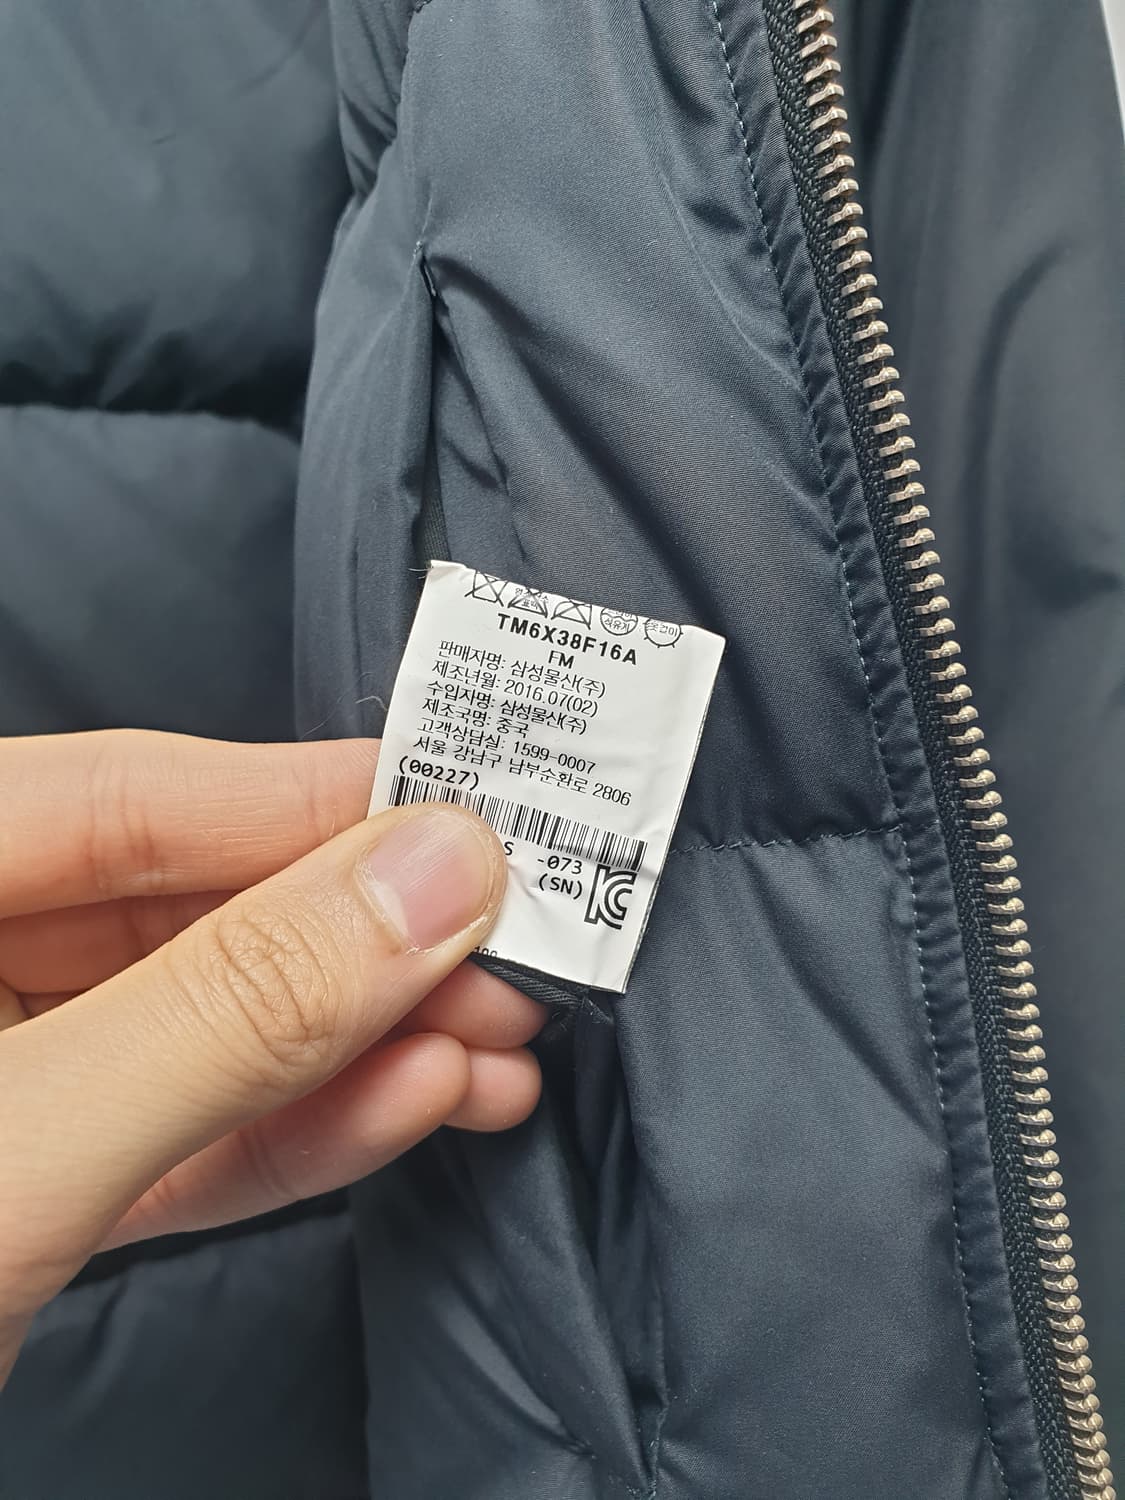 TM6X38F16A
FM
판매자명: 삼성물산(주)
제조년월: 2016.07(02)
수입자명: 삼성물산(주)
제조국명: 중국
고객상담실: 1599-0007
서울 강남구 남부순환로 2806
(00227)
S -073
(SN)